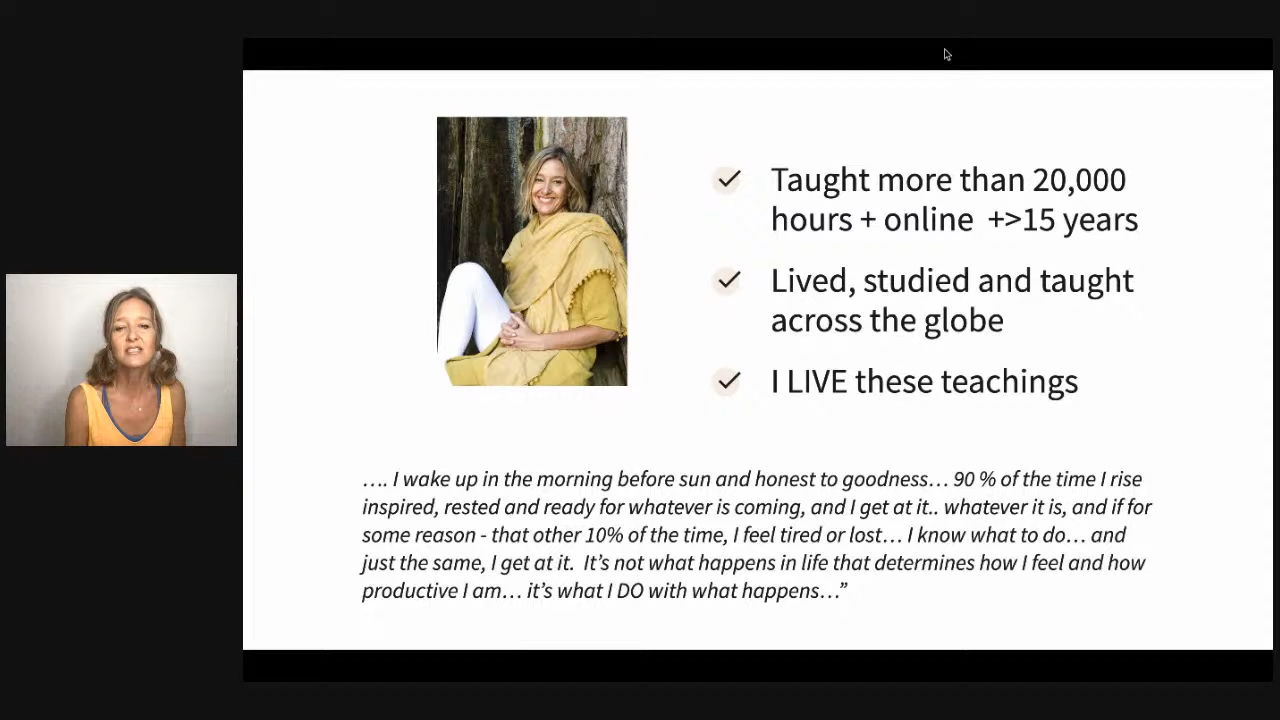 Taught more than 20,000
hours + online +>15 years
Lived, studied and taught
across the globe
I LIVE these teachings
.... I wake up in the morning before sun and honest to goodness... 90 % of the time I rise
inspired, rested and ready for whatever is coming, and I get at it.. whatever it is, and if for
some reason - that other 10% of the time, I feel tired or lost... I know what to do... and
just the same, I get at it. It's not what happens in life that determines how I feel and how
productive I am... it's what I DO with what happens..."